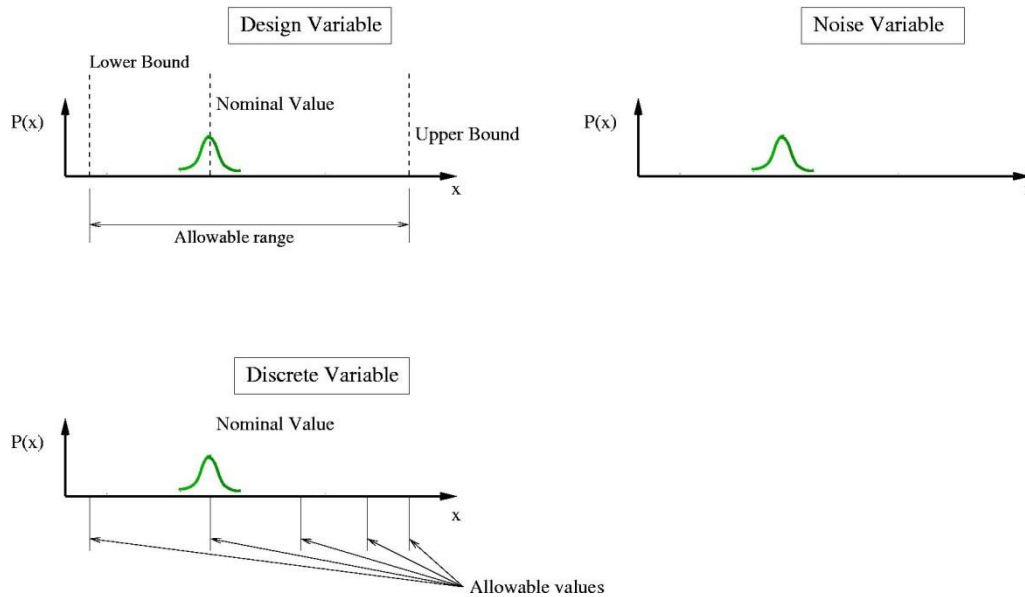 Design Variable
Lower Bound
Nominal Value
P(x)
Upper Bound
x
Allowable range
Noise Variable
P(x)
Discrete Variable
Nominal Value
P(x)
x
Allowable values